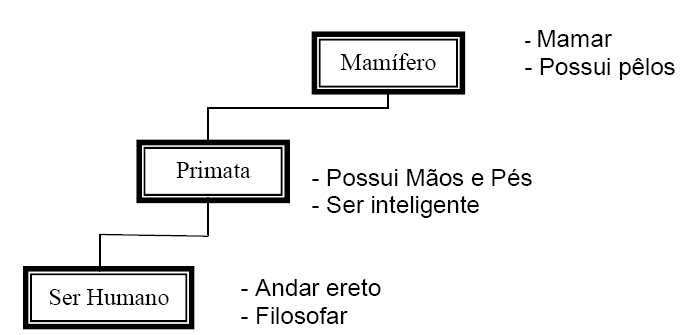 Mamífero
- Mamar
- Possui pêlos
Primata
- Possui Mãos e Pés
- Ser inteligente
Ser Humano
- Andar ereto
- Filosofar